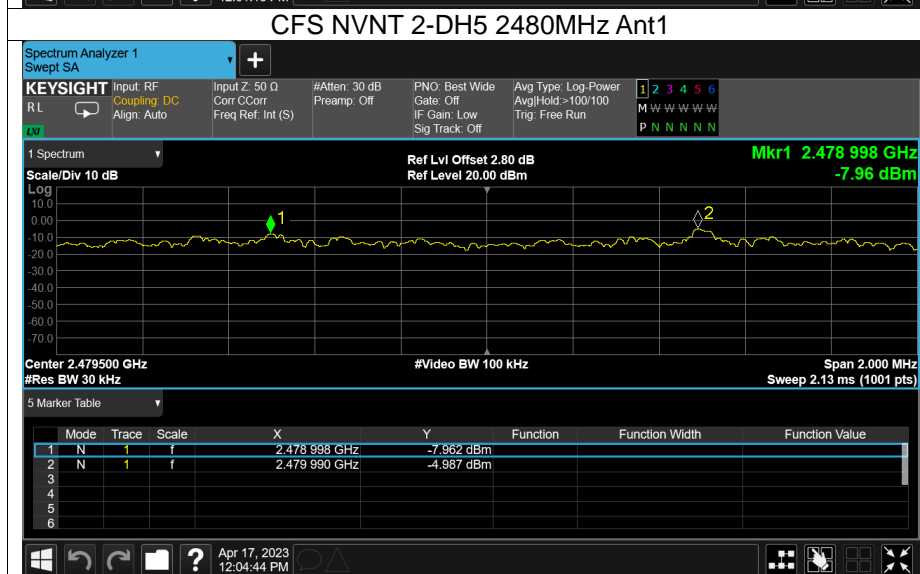 CFS NVNT 2-DH5 2480MHz Ant1
Spectrum Analyzer 1
Swept SA
+
KEYSIGHT Input: RF Input Z: 50 Ω #Atten: 30 dB PNO: Best Wide Avg Type: Log-Power 1 2 3 4 5 6
R L Coupling: DC Corr CCorr Preamp: Off Gate: Off Avg|Hold:>100/100 M W W W W W
Align: Auto Freq Ref: Int (S) IF Gain: Low Trig: Free Run
LXI Sig Track: Off P N N N N N
1 Spectrum Ref Lvl Offset 2.80 dB Mkr1 2.478 998 GHz
Scale/Div 10 dB Ref Level 20.00 dBm -7.96 dBm
Log
10.0
0.00 1 2
-10.0
-20.0
-30.0
-40.0
-50.0
-60.0
-70.0
Center 2.479500 GHz #Video BW 100 kHz Span 2.000 MHz
#Res BW 30 kHz Sweep 2.13 ms (1001 pts)
5 Marker Table
Mode Trace Scale X Y Function Function Width Function Value
1 N 1 f 2.478 998 GHz -7.962 dBm
2 N 1 f 2.479 990 GHz -4.987 dBm
3
4
5
6
? Apr 17, 2023
12:04:44 PM